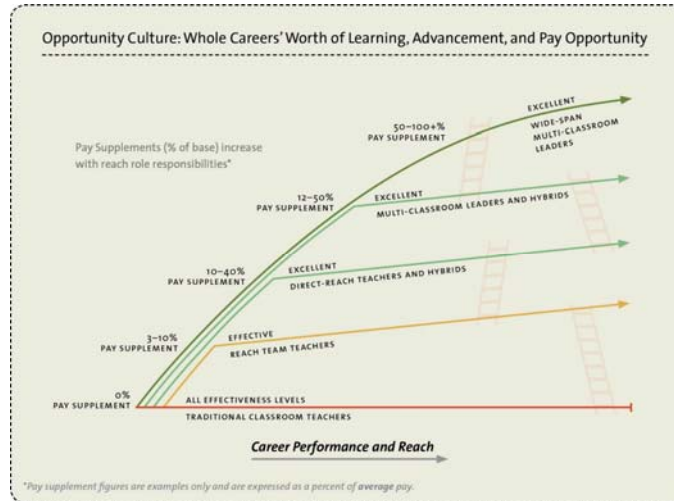 Opportunity Culture: Whole Careers' Worth of Learning, Advancement, and Pay Opportunity
Pay Supplements (% of base) increase
with reach role responsibilities*
50–100+%
PAY SUPPLEMENT
EXCELLENT
WIDE-SPAN
MULTI-CLASSROOM
LEADERS
12–50%
PAY SUPPLEMENT
EXCELLENT
MULTI-CLASSROOM LEADERS AND HYBRIDS
10–40%
PAY SUPPLEMENT
EXCELLENT
DIRECT-REACH TEACHERS AND HYBRIDS
3–10%
PAY SUPPLEMENT
EFFECTIVE
REACH TEAM TEACHERS
0%
PAY SUPPLEMENT
ALL EFFECTIVENESS LEVELS
TRADITIONAL CLASSROOM TEACHERS
Career Performance and Reach
*Pay supplement figures are examples only and are expressed as a percent of average pay.